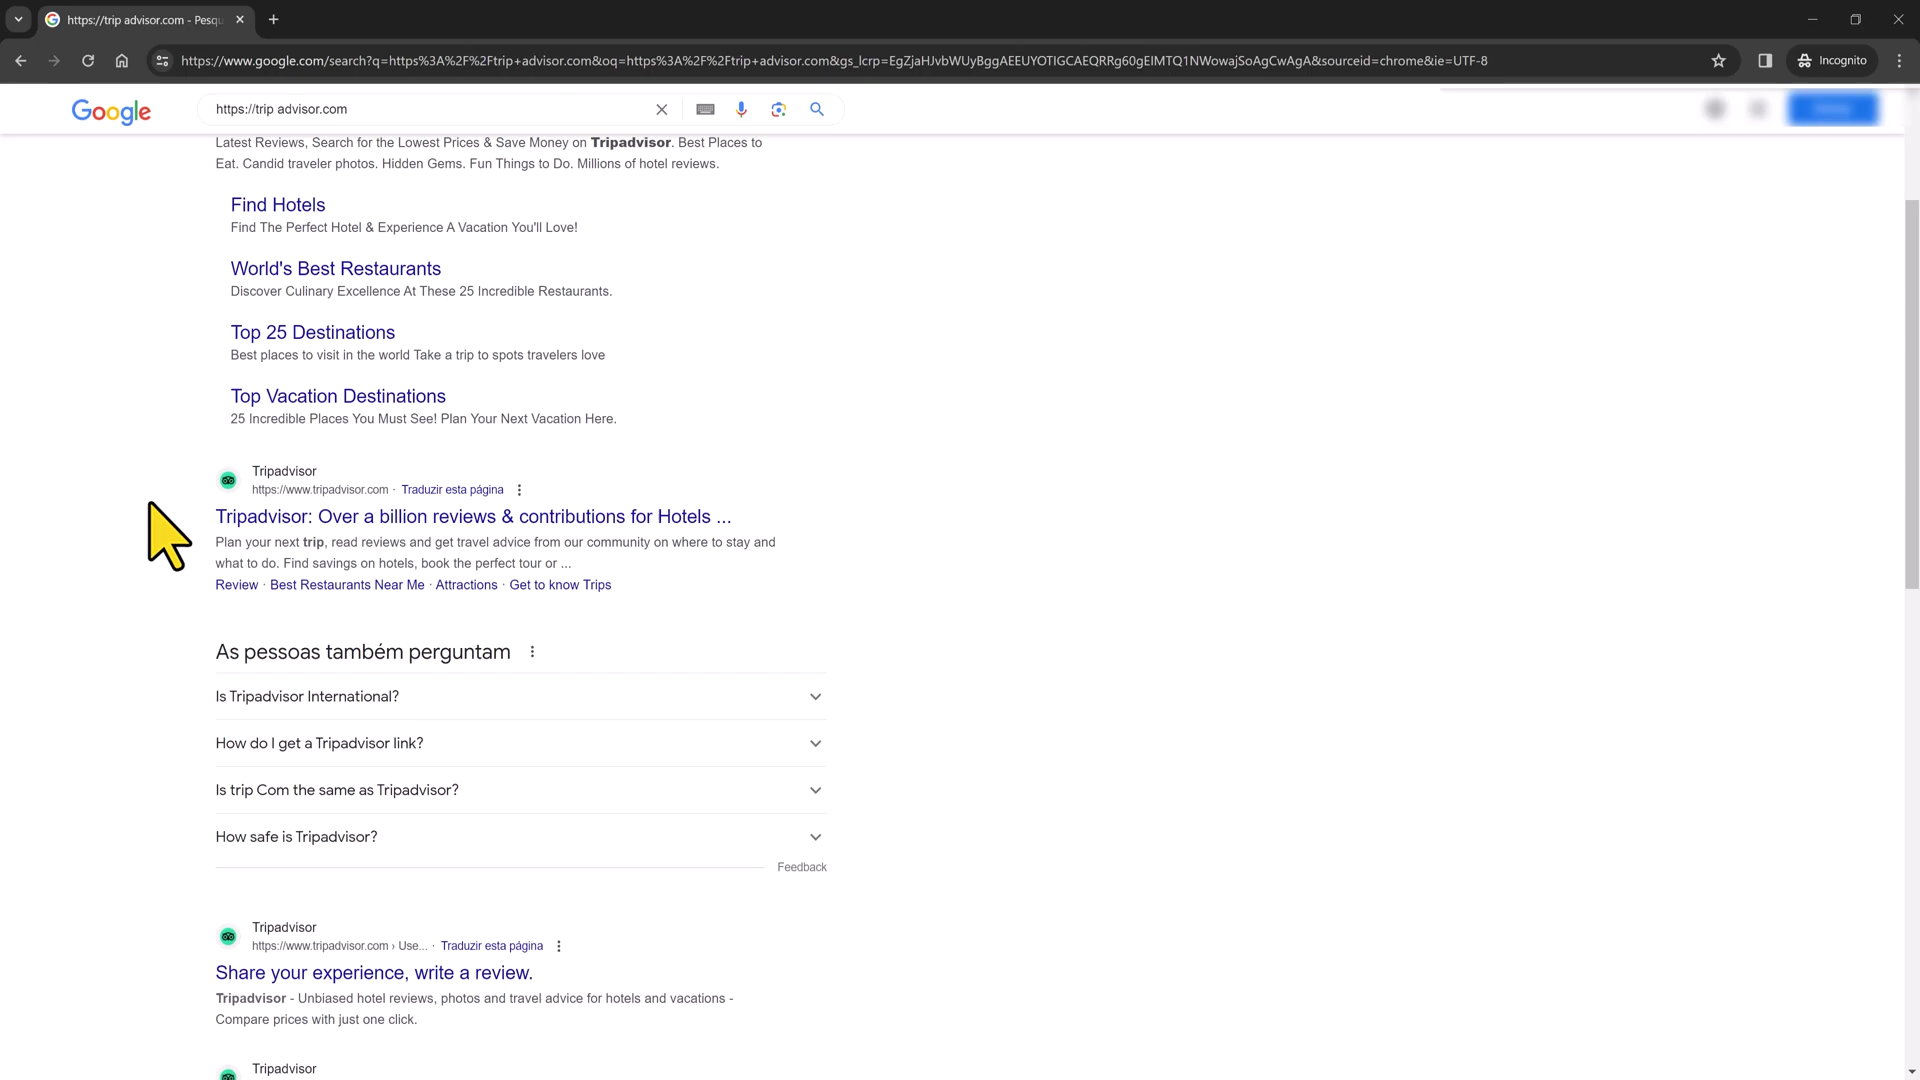 https://trip advisor.com - Pesqu
https://www.google.com/search?q=https%3A%2F%2Ftrip+advisor.com&oq=https%3A%2F%2Ftrip+advisor.com&gs_lcrp=EgZjaHJvbWUyBggAEEUYOTIGCAEQRRg60gEIMTQ1NWowajSoAgCwAgA&sourceid=chrome&ie=UTF-8
Incognito
Google
https://trip advisor.com
Latest Reviews, Search for the Lowest Prices & Save Money on Tripadvisor. Best Places to
Eat. Candid traveler photos. Hidden Gems. Fun Things to Do. Millions of hotel reviews.
Find Hotels
Find The Perfect Hotel & Experience A Vacation You'll Love!
World's Best Restaurants
Discover Culinary Excellence At These 25 Incredible Restaurants.
Top 25 Destinations
Best places to visit in the world Take a trip to spots travelers love
Top Vacation Destinations
25 Incredible Places You Must See! Plan Your Next Vacation Here.
Tripadvisor
https://www.tripadvisor.com · Traduzir esta página
Tripadvisor: Over a billion reviews & contributions for Hotels ...
Plan your next trip, read reviews and get travel advice from our community on where to stay and
what to do. Find savings on hotels, book the perfect tour or ...
Review · Best Restaurants Near Me · Attractions · Get to know Trips
As pessoas também perguntam
Is Tripadvisor International?
How do I get a Tripadvisor link?
Is trip Com the same as Tripadvisor?
How safe is Tripadvisor?
Feedback
Tripadvisor
https://www.tripadvisor.com › Use... · Traduzir esta página
Share your experience, write a review.
Tripadvisor - Unbiased hotel reviews, photos and travel advice for hotels and vacations -
Compare prices with just one click.
Tripadvisor